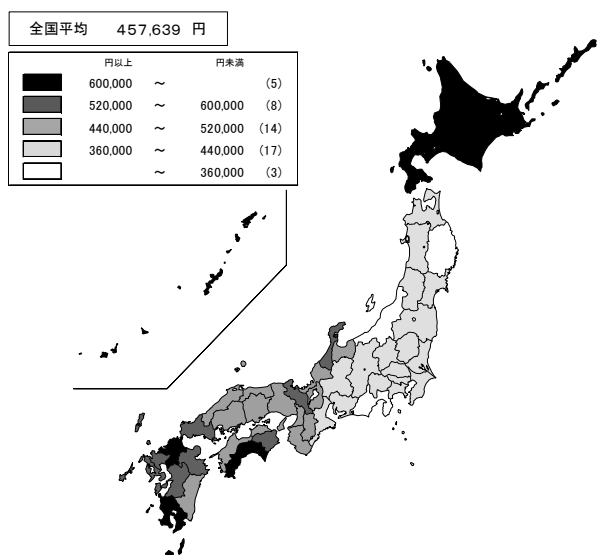 全国平均 457,639 円
円以上 円未満
600,000 ～ (5)
520,000 ～ 600,000 (8)
440,000 ～ 520,000 (14)
360,000 ～ 440,000 (17)
～ 360,000 (3)